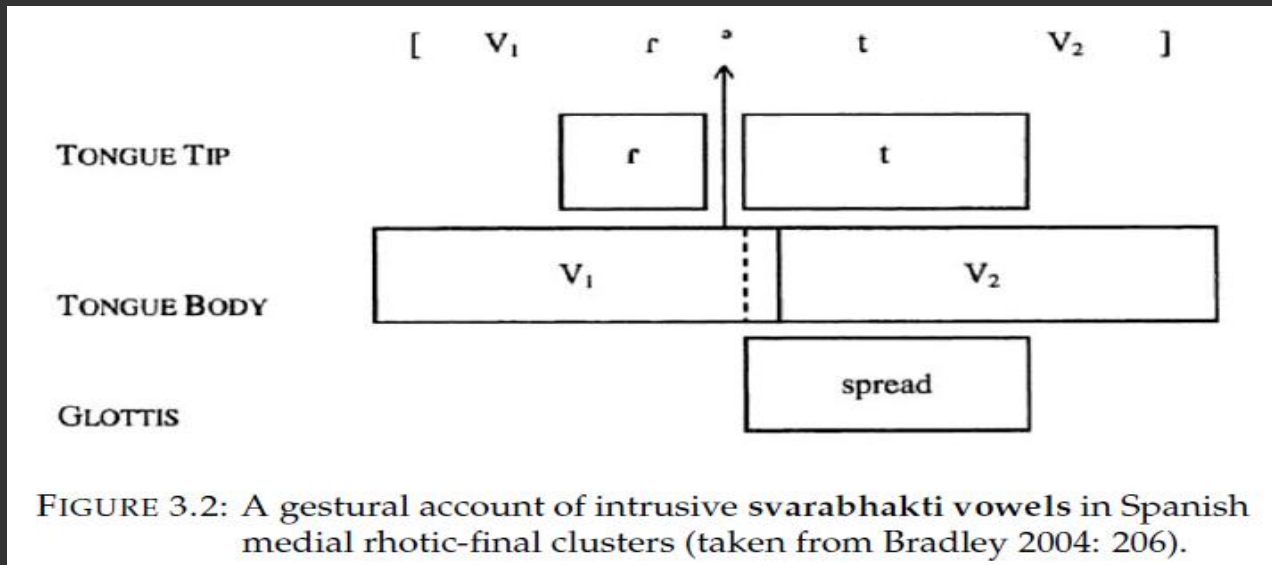 [ V₁ ɾ ᵊ t V₂ ]
TONGUE TIP
ɾ
t
TONGUE BODY
V₁
V₂
GLOTTIS
spread
FIGURE 3.2: A gestural account of intrusive svarabhakti vowels in Spanish
medial rhotic-final clusters (taken from Bradley 2004: 206).